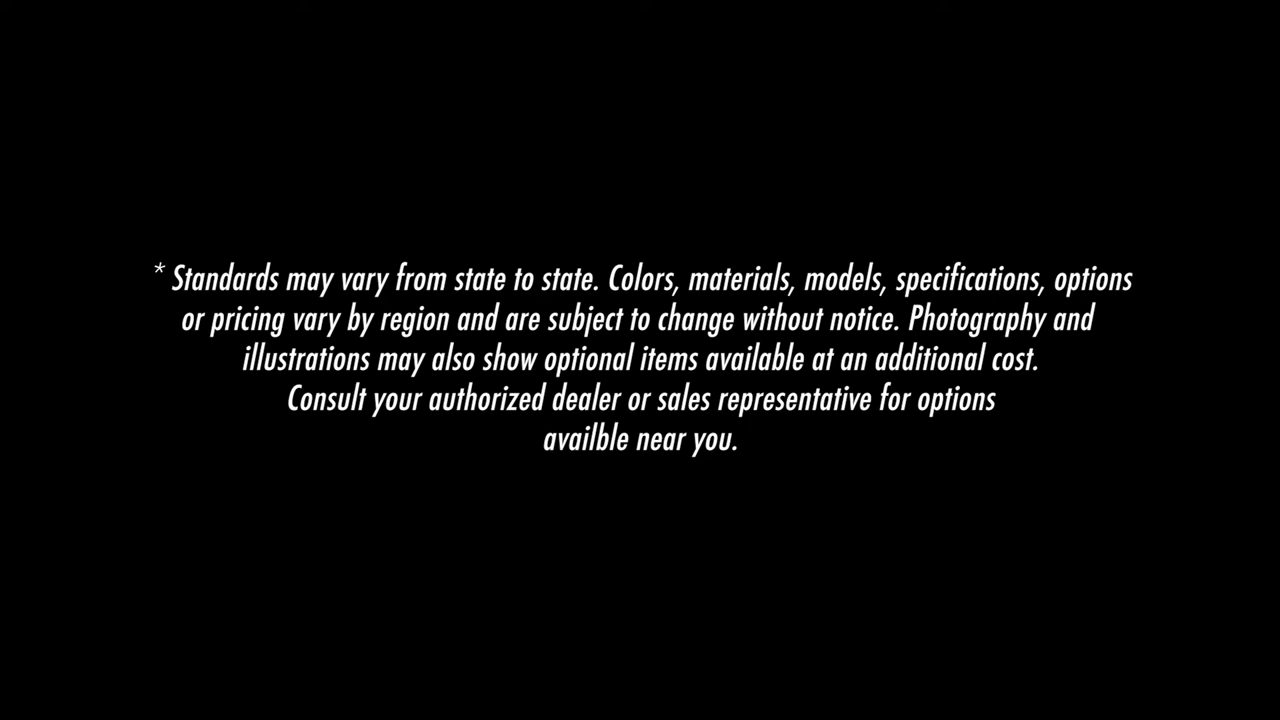 * Standards may vary from state to state. Colors, materials, models, specifications, options
or pricing vary by region and are subject to change without notice. Photography and
illustrations may also show optional items available at an additional cost.
Consult your authorized dealer or sales representative for options
availble near you.